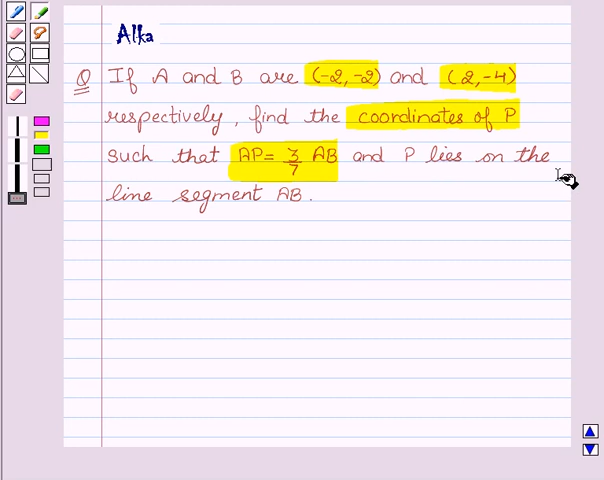 Alka
Q If A and B are (-2,-2) and (2,-4)
respectively, find the coordinates of P
such that AP= 3/7 AB and P lies on the
line segment AB.